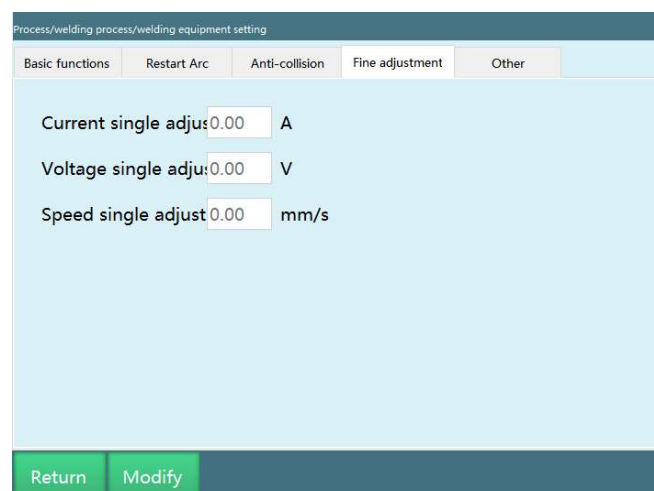 Process/welding process/welding equipment setting
Basic functions Restart Arc Anti-collision Fine adjustment Other
Current single adjus 0.00 A
Voltage single adju 0.00 V
Speed single adjust 0.00 mm/s
Return Modify